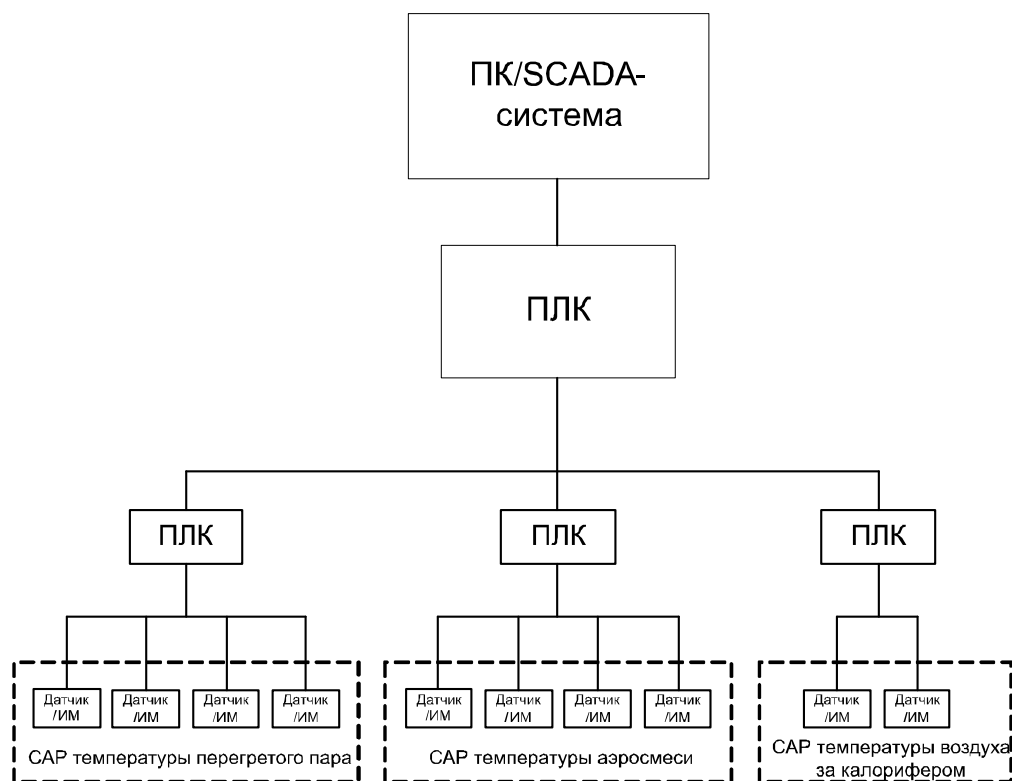 ПК/SCADA-
система
ПЛК
ПЛК
ПЛК
ПЛК
Датчик
/ИМ
Датчик
/ИМ
Датчик
/ИМ
Датчик
/ИМ
САР температуры перегретого пара
Датчик
/ИМ
Датчик
/ИМ
Датчик
/ИМ
Датчик
/ИМ
САР температуры аэросмеси
Датчик
/ИМ
Датчик
/ИМ
САР температуры воздуха
за калорифером